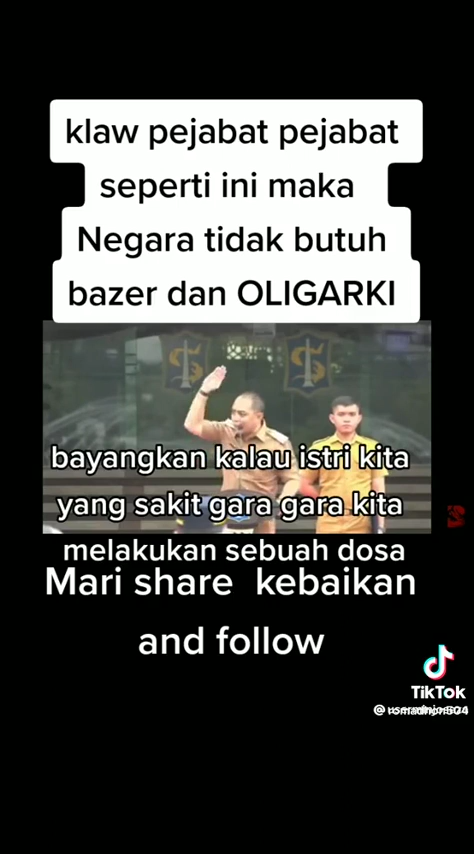 klaw pejabat pejabat
seperti ini maka
Negara tidak butuh
bazer dan OLIGARKI
bayangkan kalau istri kita
yang sakit gara gara kita
melakukan sebuah dosa
Mari share kebaikan
and follow
TikTok